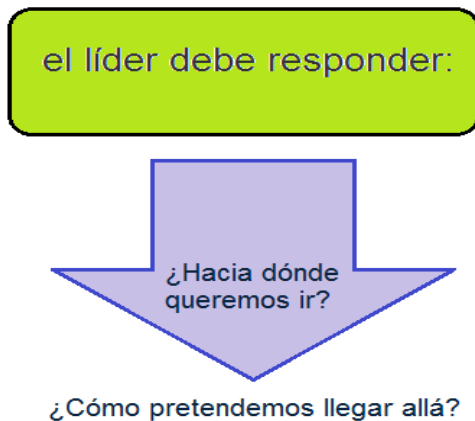 el líder debe responder:
¿Hacia dónde
queremos ir?
¿Cómo pretendemos llegar allá?